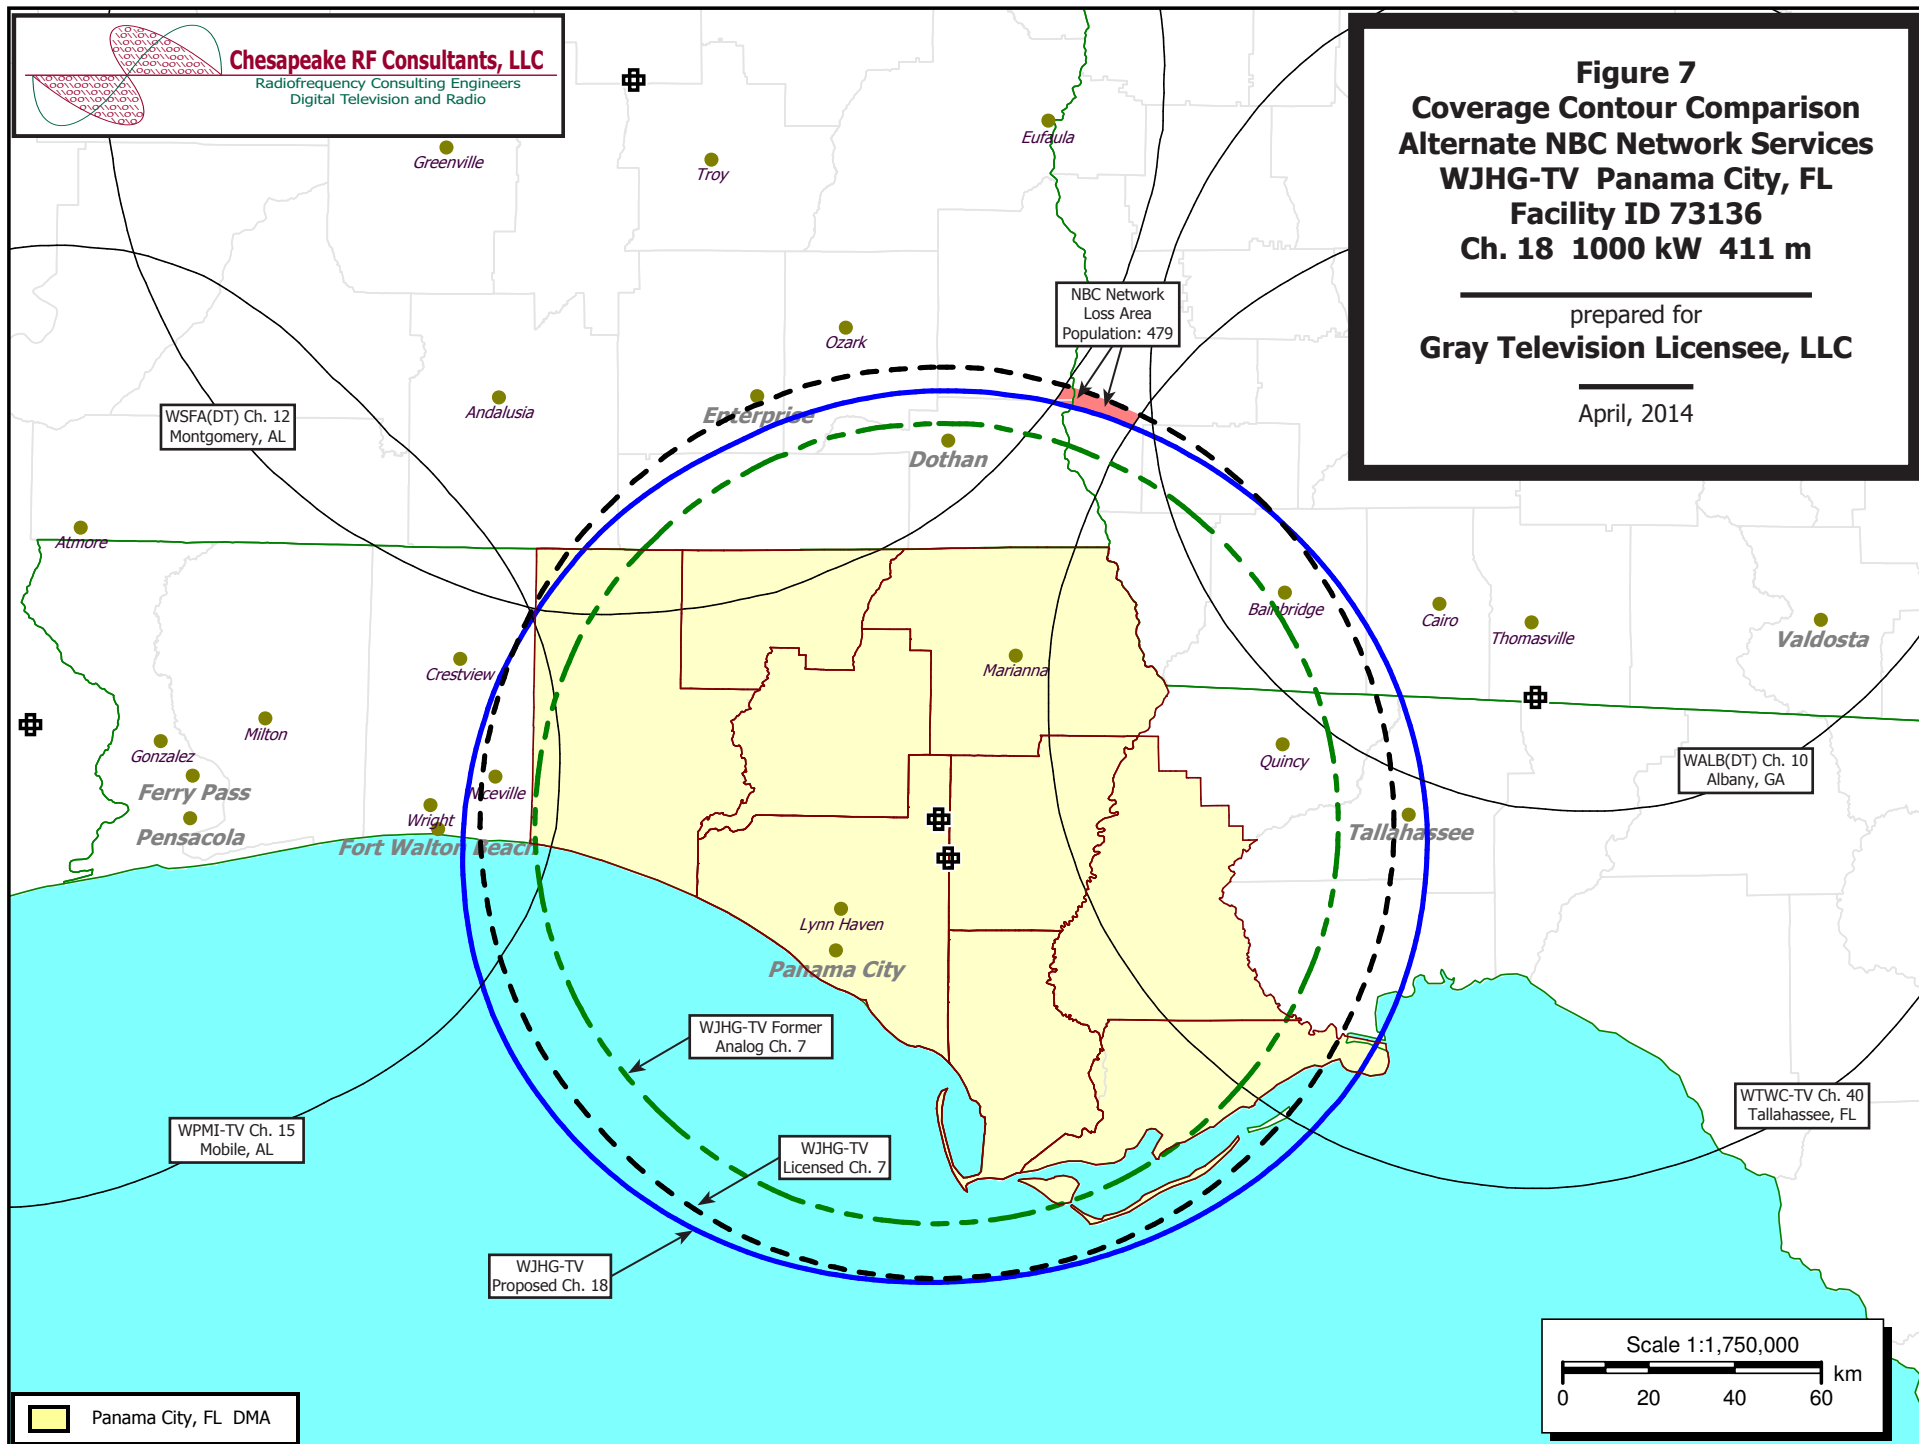 Chesapeake RF Consultants, LLC
Radiofrequency Consulting Engineers
Digital Television and Radio
Figure 7
Coverage Contour Comparison
Alternate NBC Network Services
WJHG-TV Panama City, FL
Facility ID 73136
Ch. 18 1000 kW 411 m
prepared for
Gray Television Licensee, LLC
April, 2014
Greenville
Troy
Eufaula
NBC Network
Loss Area
Population: 479
Ozark
Andalusia
Enterprise
WSFA(DT) Ch. 12
Montgomery, AL
Dothan
Atmore
Bainbridge
Cairo
Thomasville
Valdosta
Crestview
Marianna
Milton
Gonzalez
Quincy
WALB(DT) Ch. 10
Albany, GA
Ferry Pass
Niceville
Wright
Pensacola
Fort Walton Beach
Tallahassee
Lynn Haven
Panama City
WJHG-TV Former
Analog Ch. 7
WTWC-TV Ch. 40
Tallahassee, FL
WPMI-TV Ch. 15
Mobile, AL
WJHG-TV
Licensed Ch. 7
WJHG-TV
Proposed Ch. 18
Scale 1:1,750,000
km
0 20 40 60
Panama City, FL DMA